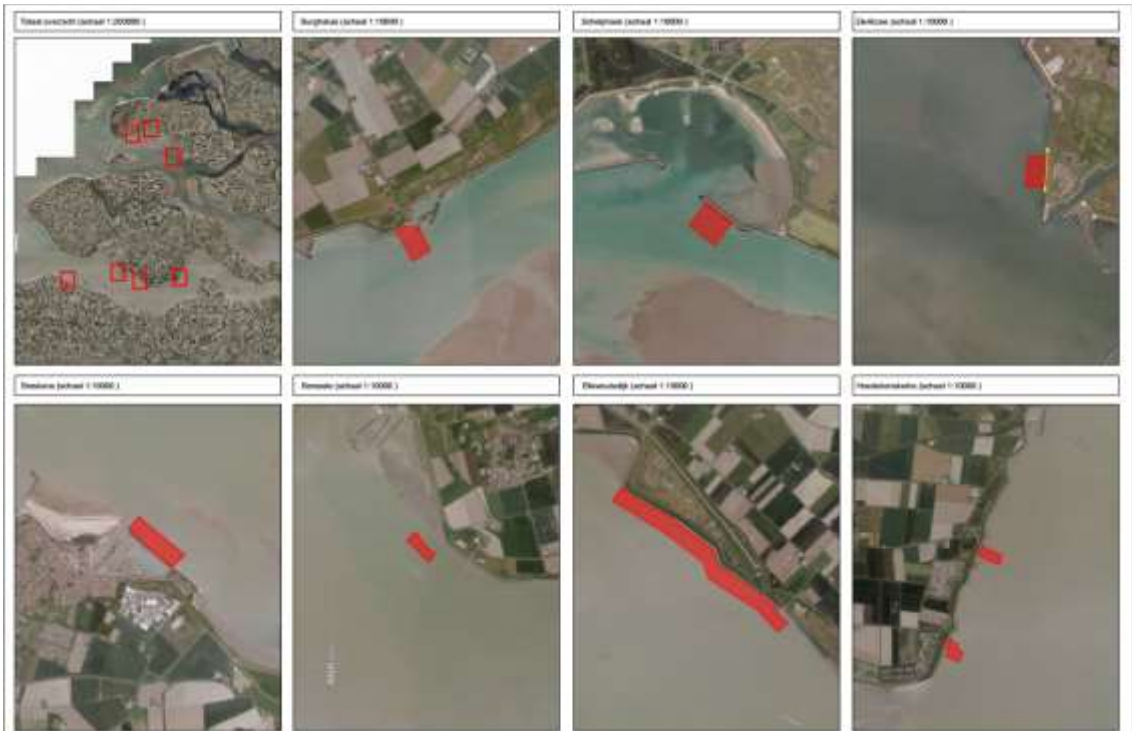 Totaal overzicht (schaal 1:200000 )
Burghsluis (schaal 1:10000 )
Schelphoek (schaal 1:10000 )
Zierikzee (schaal 1:10000 )
Breskens (schaal 1:10000 )
Borssele (schaal 1:10000 )
Ellewoutsdijk (schaal 1:10000 )
(schaal 1:10000 )